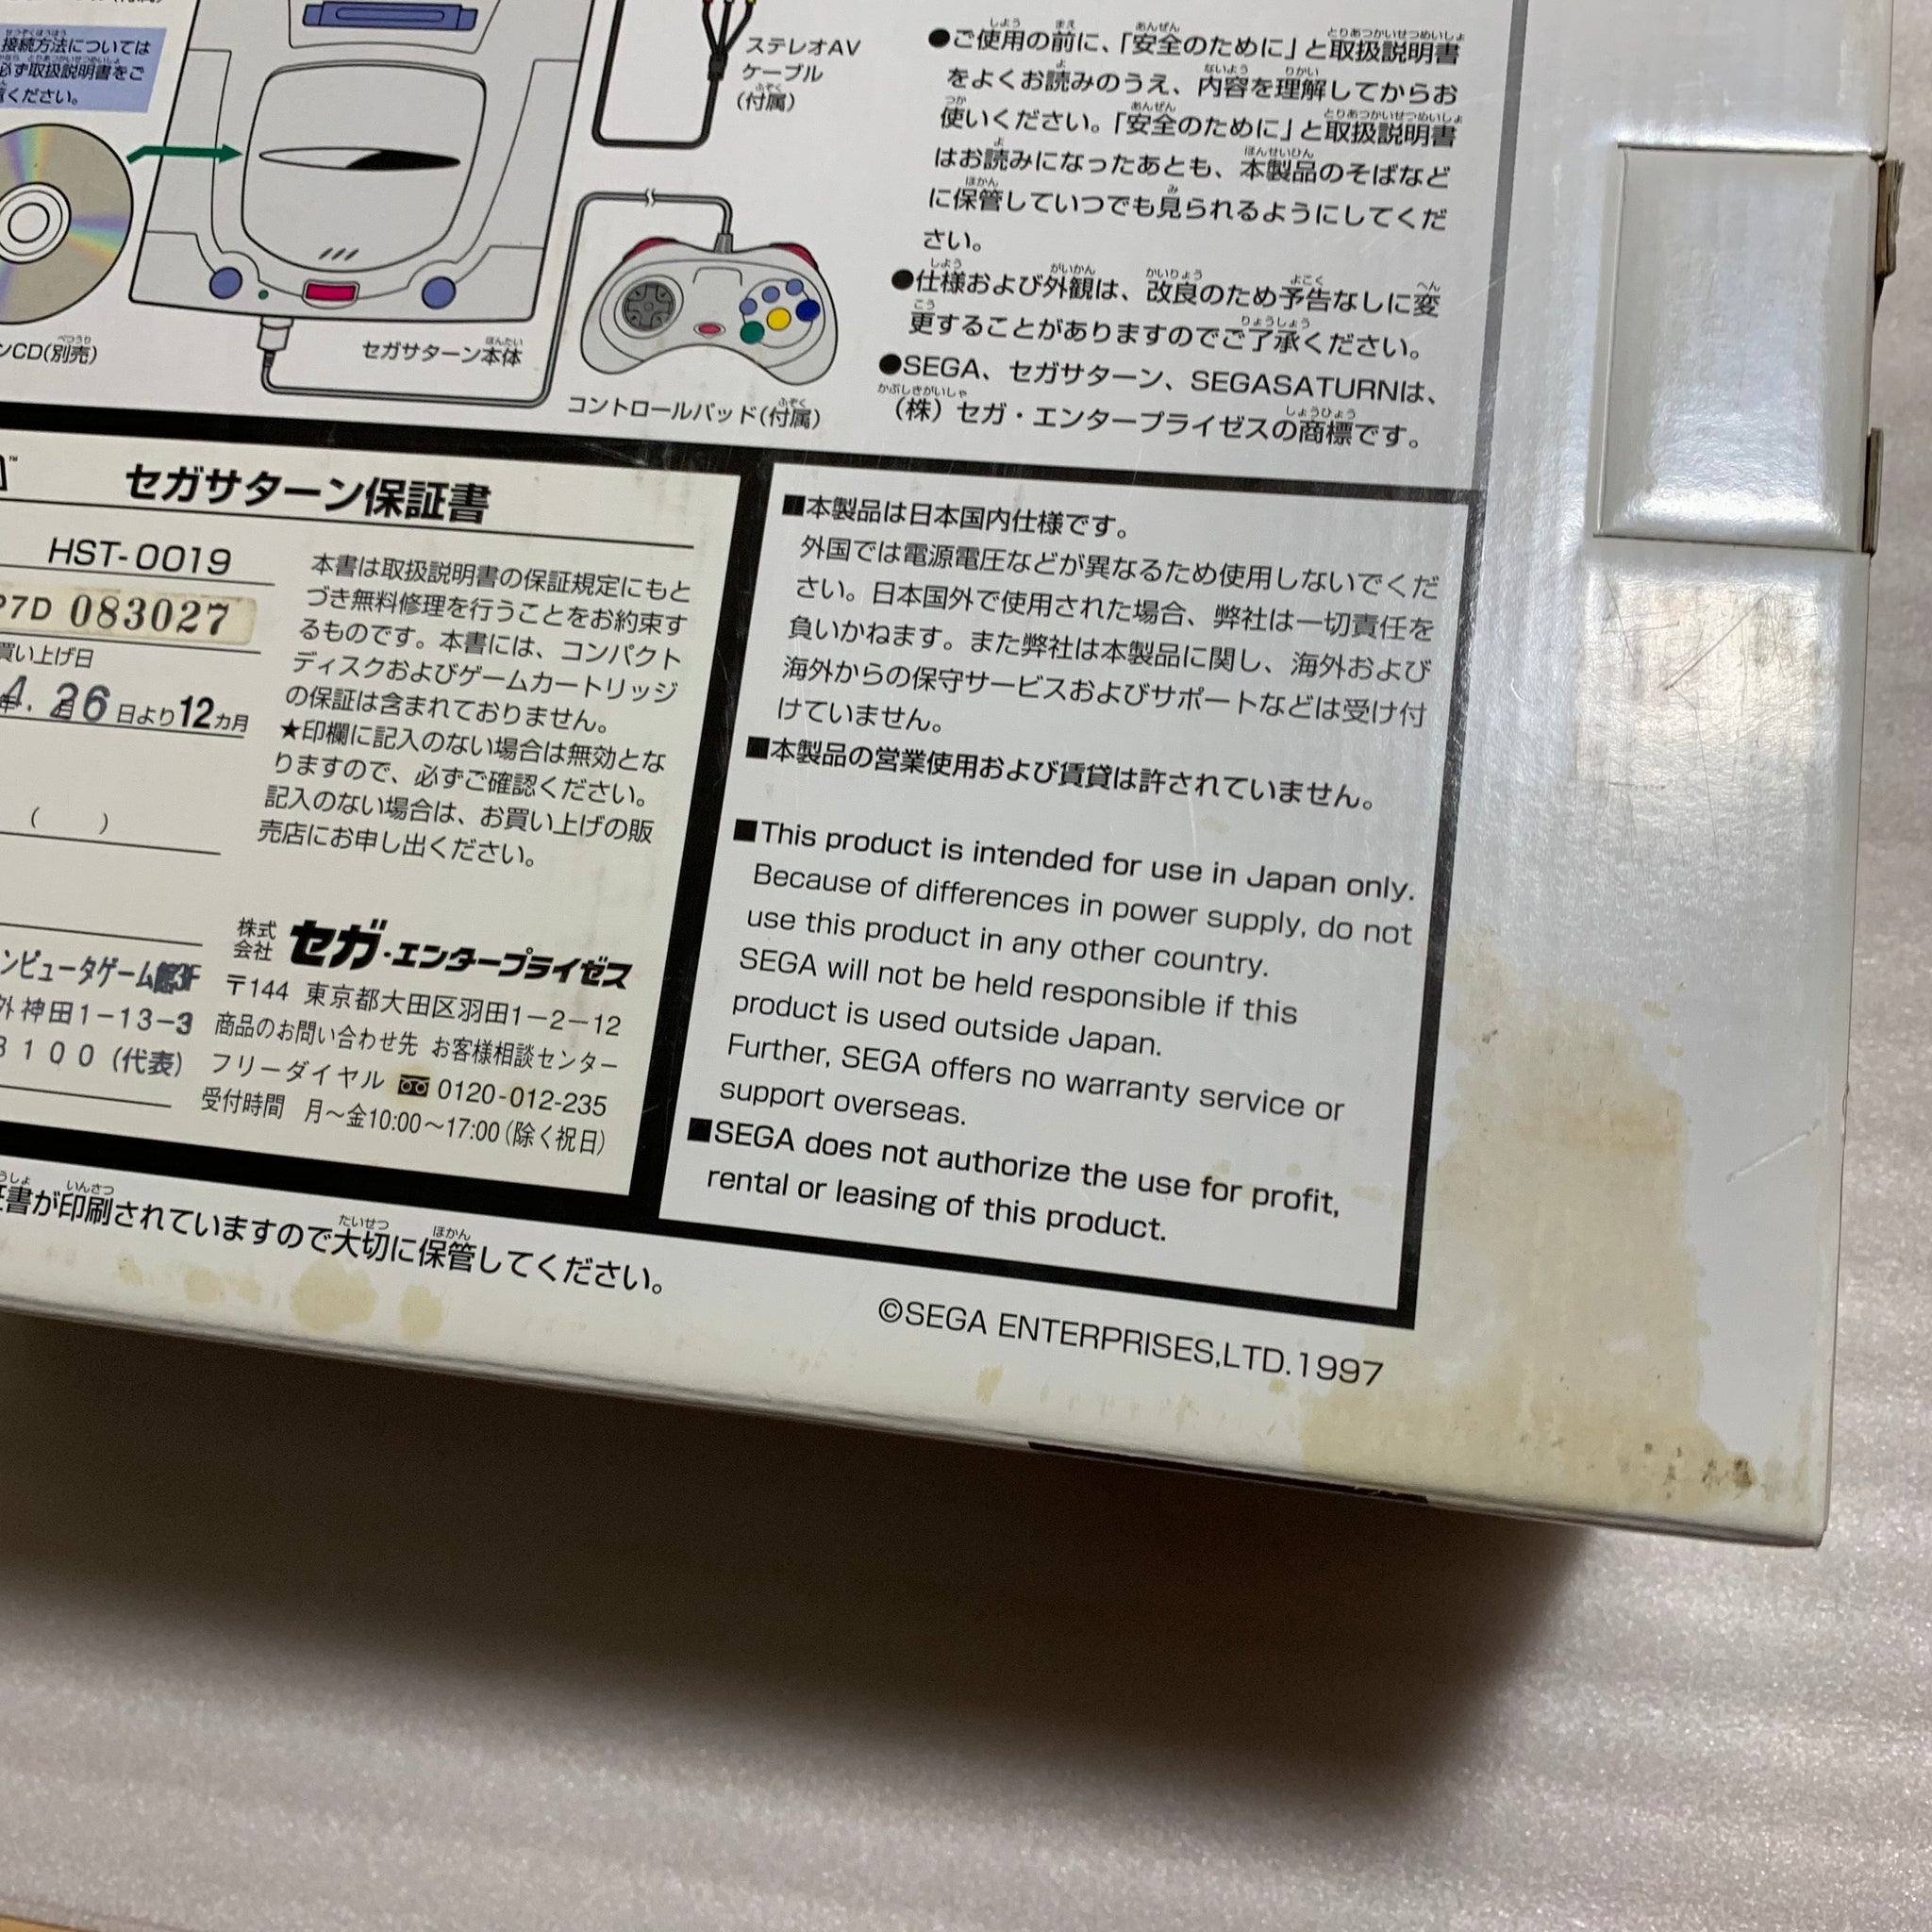 接続方法については
必ず取扱説明書をご
ください。
ステレオAV
ケーブル
(付属)
ンCD(別売)
セガサターン本体
コントロールパッド(付属)
●ご使用の前に、「安全のために」と取扱説明書
をよくお読みのうえ、内容を理解してからお
使いください。「安全のために」と取扱説明書
はお読みになったあとも、本製品のそばなど
に保管していつでも見られるようにしてくだ
さい。
●仕様および外観は、改良のため予告なしに変
更することがありますのでご了承ください。
●SEGA、セガサターン、SEGASATURNは、
(株)セガ・エンタープライゼスの商標です。
セガサターン保証書
HST-0019
P7D 083027
買い上げ日
4. 26 日より12カ月
( )
本書は取扱説明書の保証規定にもと
づき無料修理を行うことをお約束す
るものです。本書には、コンパクト
ディスクおよびゲームカートリッジ
の保証は含まれておりません。
★印欄に記入のない場合は無効とな
りますので、必ずご確認ください。
記入のない場合は、お買い上げの販
売店にお申し出ください。
ンピュータゲーム館3F
外神田1-13-3
3100(代表)
株式会社 セガ・エンタープライゼス
〒144 東京都大田区羽田1-2-12
商品のお問い合わせ先 お客様相談センター
フリーダイヤル 0120-012-235
受付時間 月〜金10:00〜17:00(除く祝日)
■本製品は日本国内仕様です。
外国では電源電圧などが異なるため使用しないでくだ
さい。日本国外で使用された場合、弊社は一切責任を
負いかねます。また弊社は本製品に関し、海外および
海外からの保守サービスおよびサポートなどは受け付
けていません。
■本製品の営業使用および賃貸は許されていません。
■This product is intended for use in Japan only.
Because of differences in power supply, do not
use this product in any other country.
SEGA will not be held responsible if this
product is used outside Japan.
Further, SEGA offers no warranty service or
support overseas.
■SEGA does not authorize the use for profit,
rental or leasing of this product.
証書が印刷されていますので大切に保管してください。
©SEGA ENTERPRISES,LTD.1997